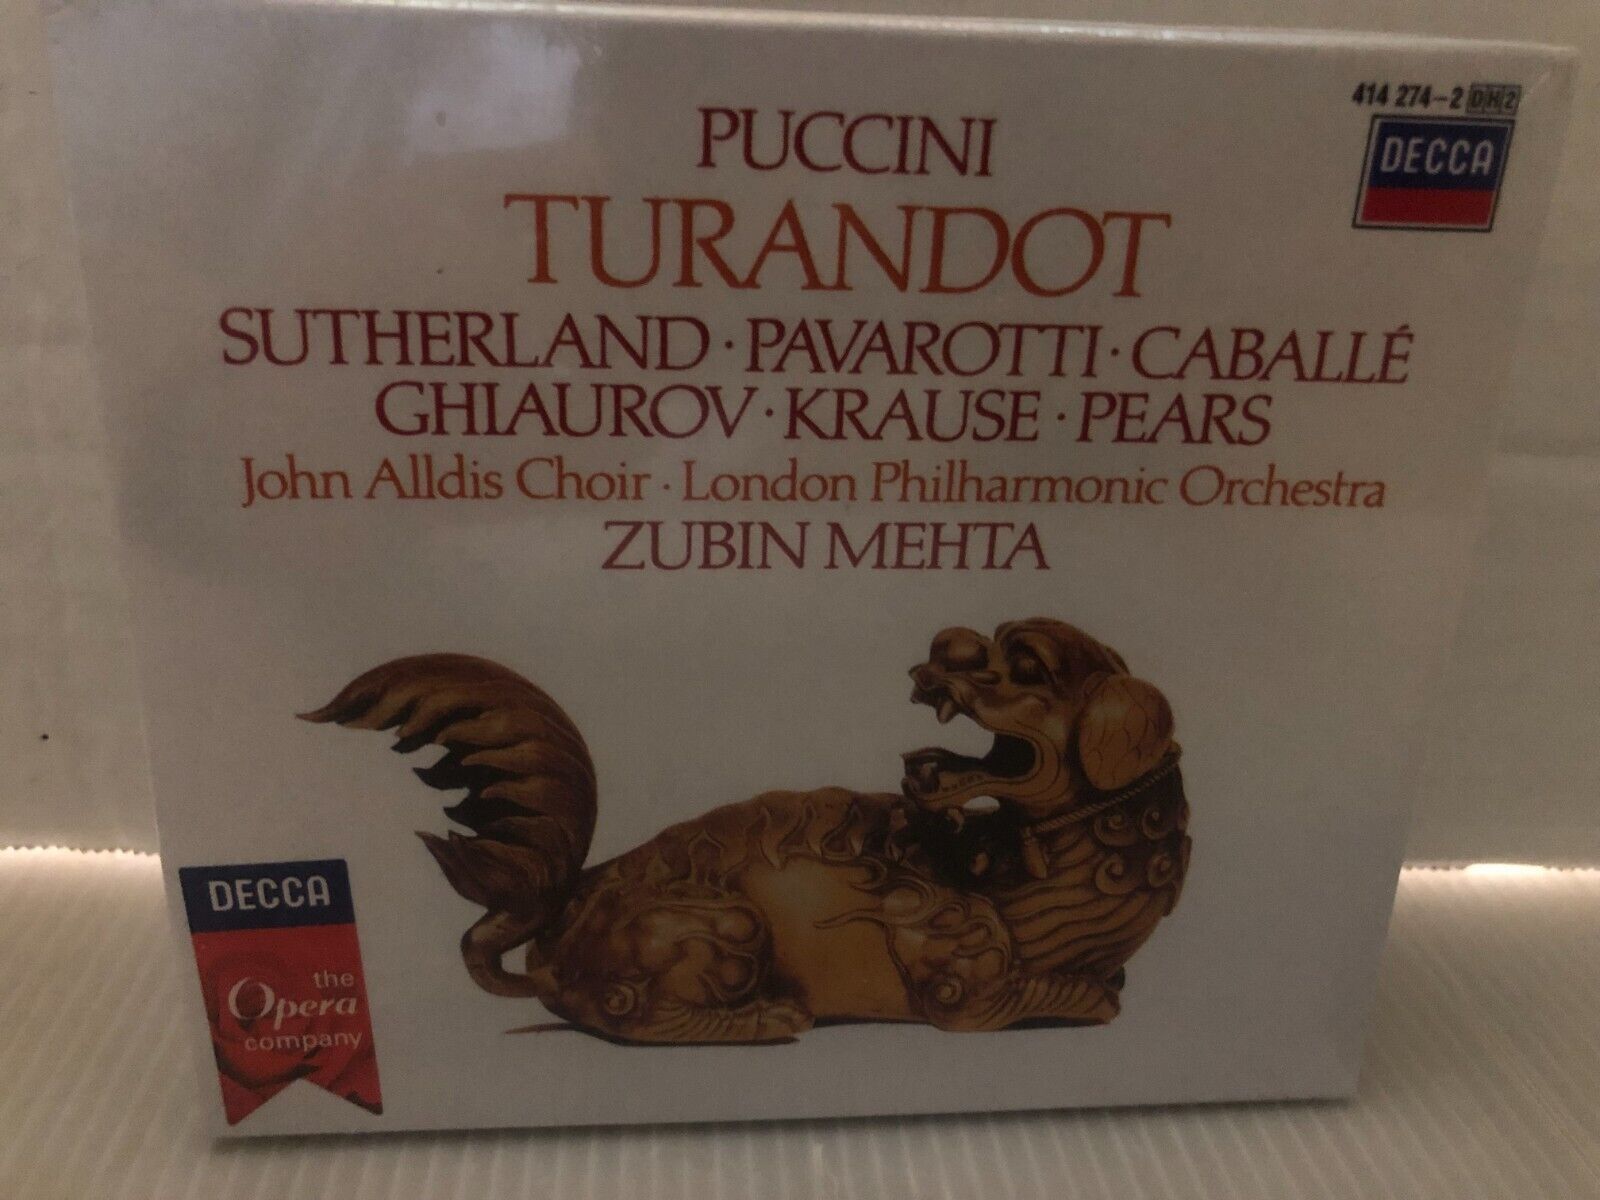 414 274-2 DH2
DECCA
PUCCINI
TURANDOT
SUTHERLAND · PAVAROTTI · CABALLÉ
GHIAUROV · KRAUSE · PEARS
John Alldis Choir · London Philharmonic Orchestra
ZUBIN MEHTA
DECCA
the
Opera
company